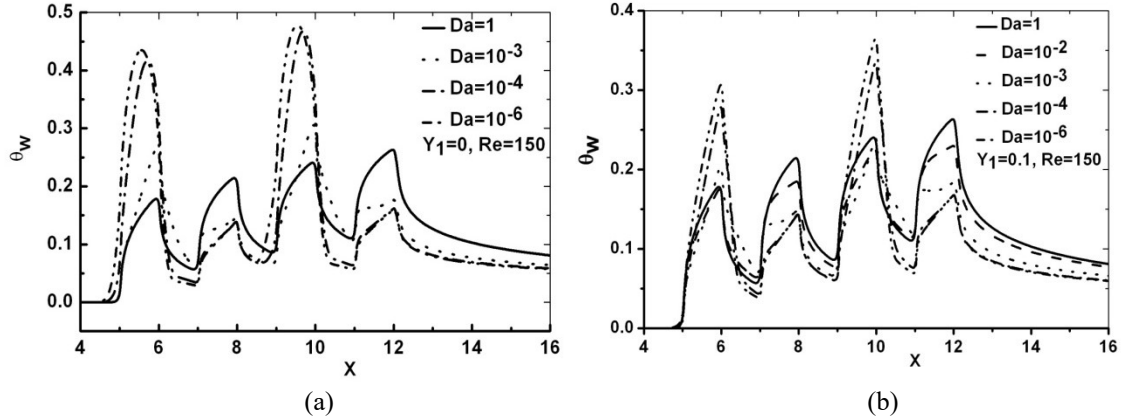 0.5
0.4
0.3
0.2
0.1
0.0
θw
4 6 8 10 12 14 16
X
Da=1
Da=10-3
Da=10-4
Da=10-6
Y1=0, Re=150
(a)
0.4
0.3
0.2
0.1
0.0
θw
4 6 8 10 12 14 16
X
Da=1
Da=10-2
Da=10-3
Da=10-4
Da=10-6
Y1=0.1, Re=150
(b)